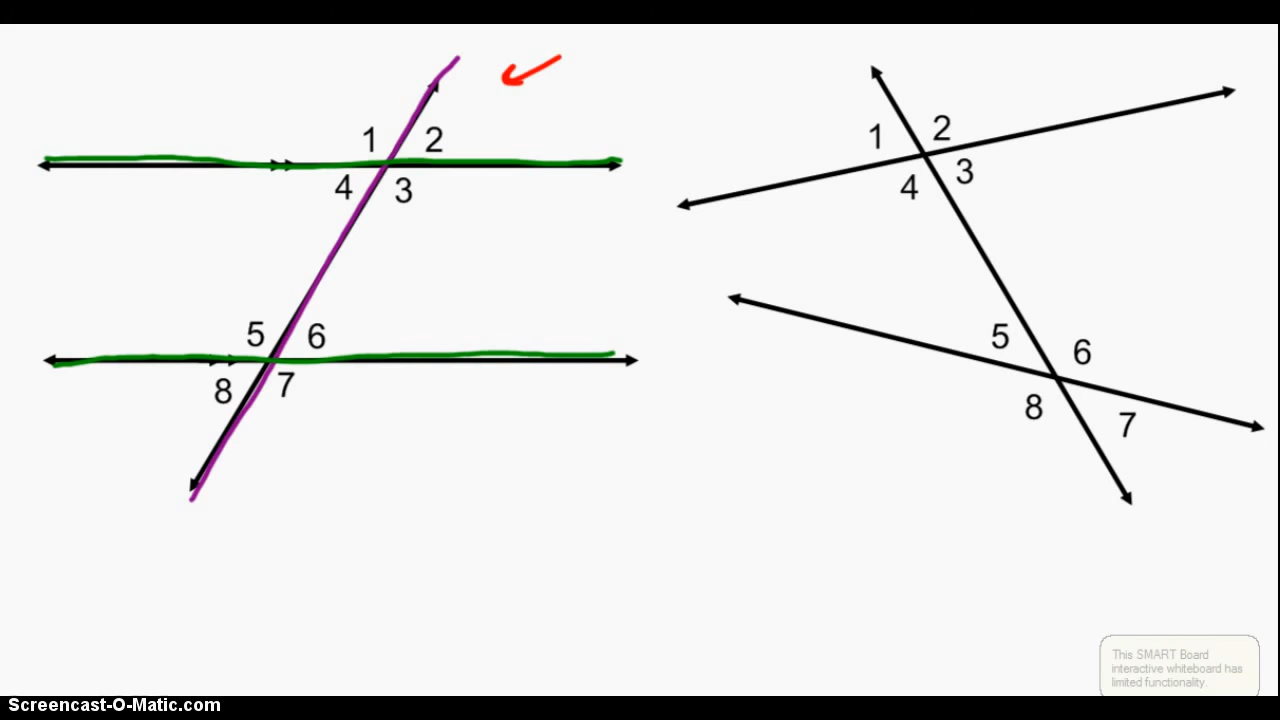 1 2
4 3
5 6
8 7
1 2
4 3
5 6
8 7
This SMART Board
interactive whiteboard has
limited functionality.
Screencast-O-Matic.com